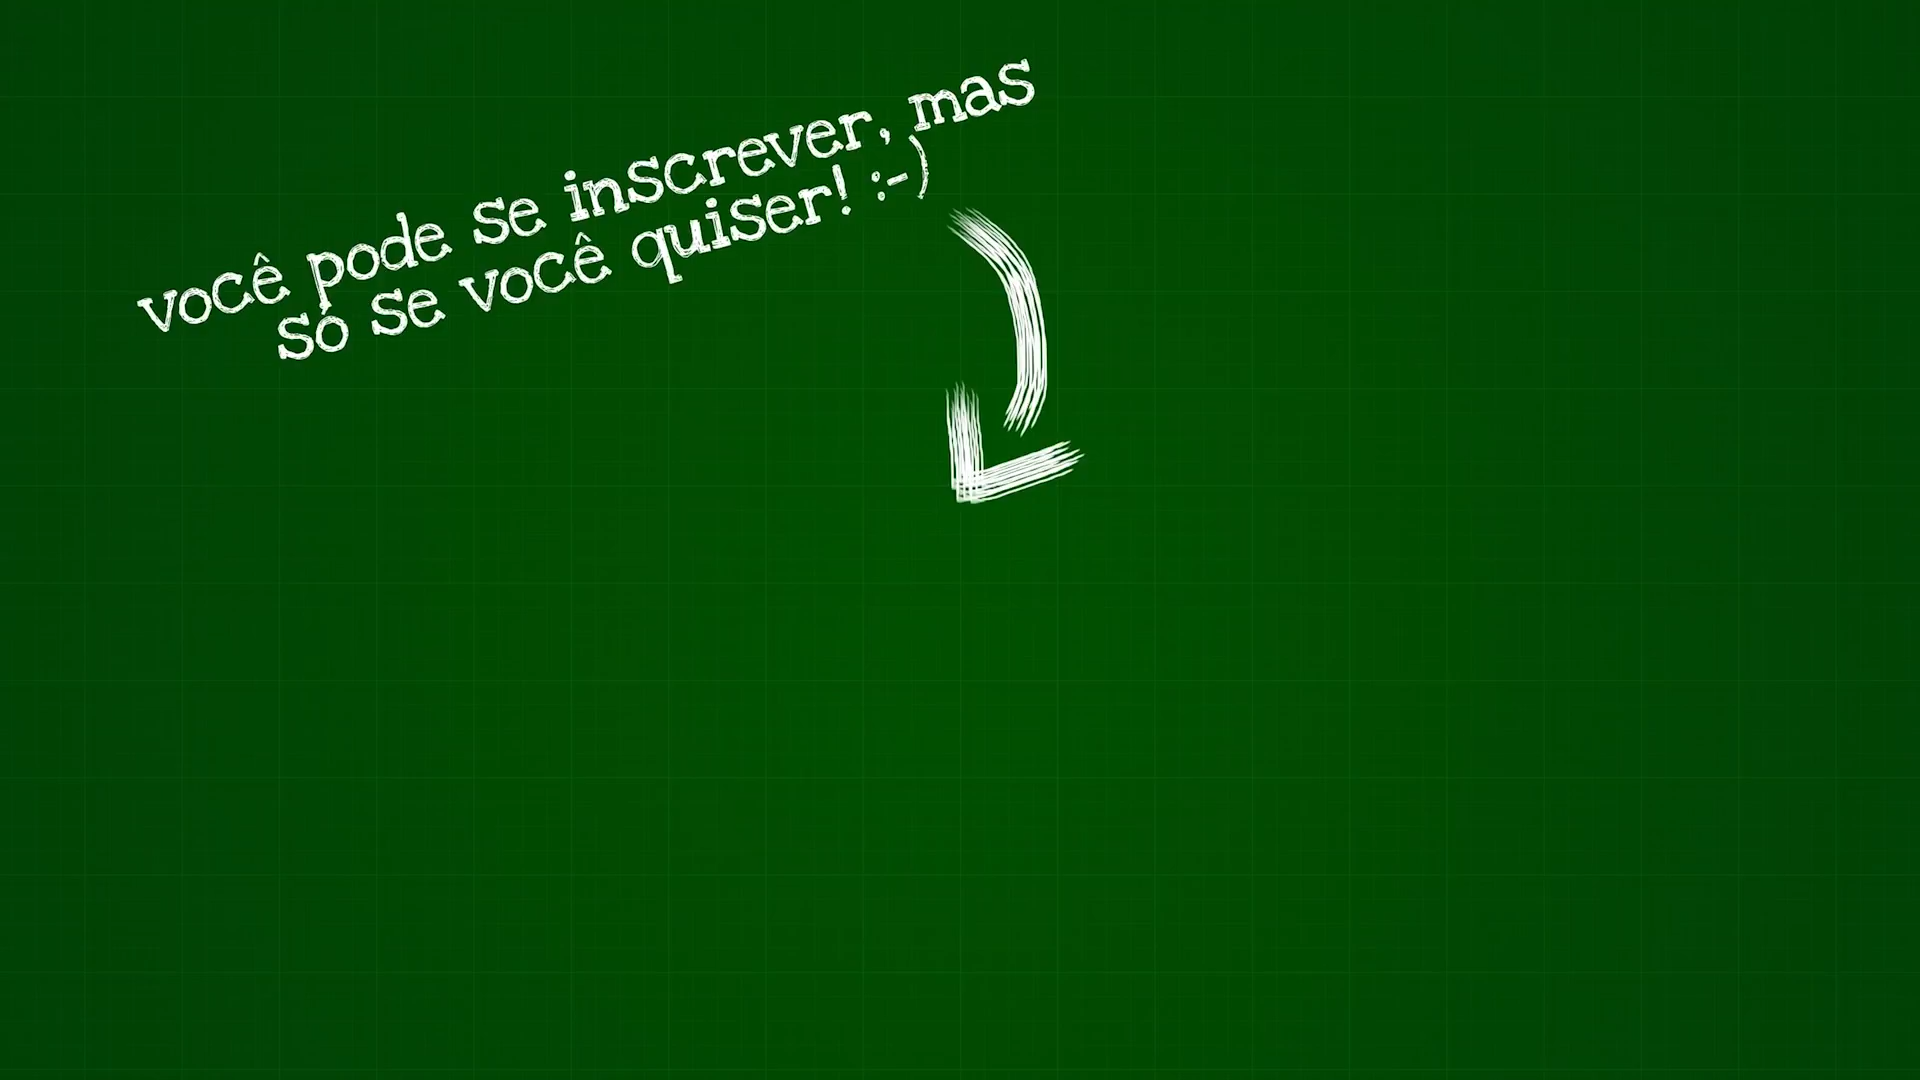 você pode se inscrever, mas
só se você quiser! :-)